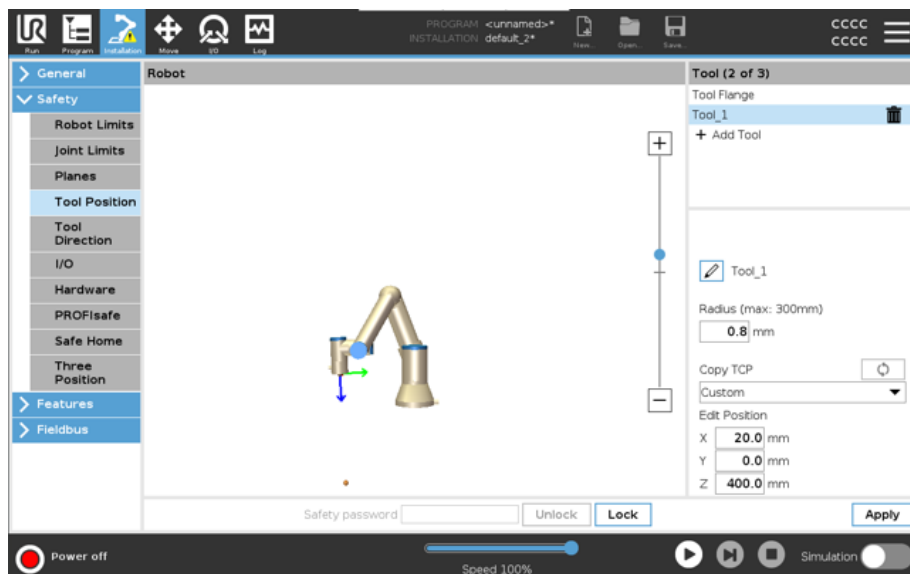 PROGRAM <unnamed>*
INSTALLATION default_2*
CCCC
CCCC
UR
Run
Program
Installation
Move
I/O
Log
New...
Open...
Save...
General
Safety
Robot Limits
Joint Limits
Planes
Tool Position
Tool
Direction
I/O
Hardware
PROFIsafe
Safe Home
Three
Position
Features
Fieldbus
Robot
Tool (2 of 3)
Tool Flange
Tool_1
+ Add Tool
Tool_1
Radius (max: 300mm)
0.8 mm
Copy TCP
Custom
Edit Position
X 20.0 mm
Y 0.0 mm
Z 400.0 mm
Safety password
Unlock
Lock
Apply
Power off
Speed 100%
Simulation